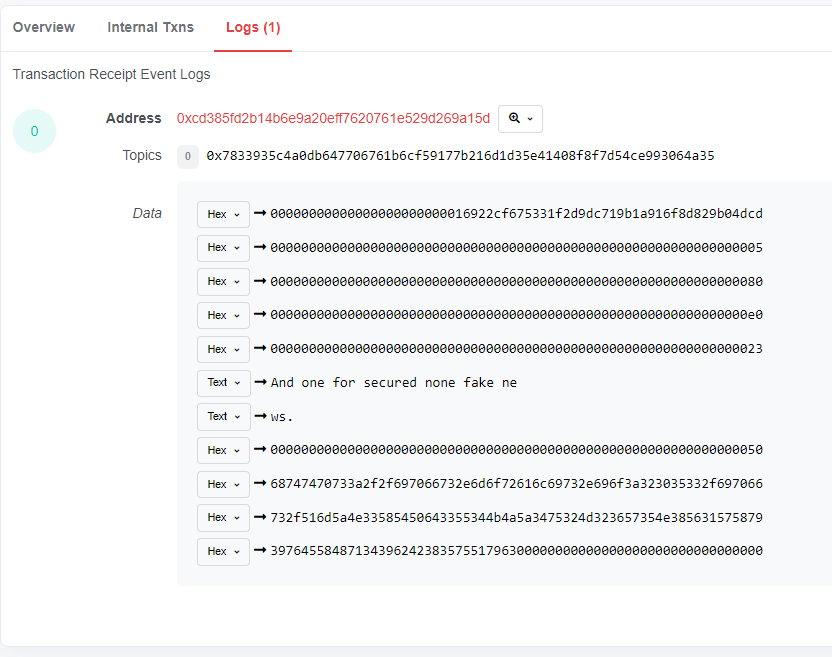 Overview Internal Txns Logs (1)
Transaction Receipt Event Logs
0 Address 0xcd385fd2b14b6e9a20eff7620761e529d269a15d
Topics 0 0x7833935c4a0db647706761b6cf59177b216d1d35e41408f8f7d54ce993064a35
Data
Hex → 00000000000000000000000016922cf675331f2d9dc719b1a916f8d829b04dcd
Hex → 0000000000000000000000000000000000000000000000000000000000000005
Hex → 0000000000000000000000000000000000000000000000000000000000000080
Hex → 00000000000000000000000000000000000000000000000000000000000000e0
Hex → 0000000000000000000000000000000000000000000000000000000000000023
Text → And one for secured none fake ne
Text → ws.
Hex → 0000000000000000000000000000000000000000000000000000000000000050
Hex → 68747470733a2f2f697066732e6d6f72616c69732e696f3a323035332f697066
Hex → 732f516d5a4e33585450643355344b4a5a3475324d323657354e385631575879
Hex → 3976455848713439624238357551796300000000000000000000000000000000